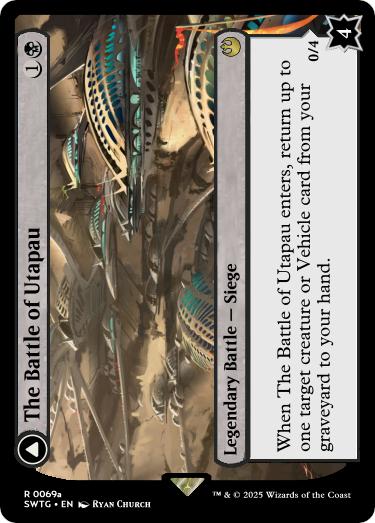 The Battle of Utapau
1
Legendary Battle — Siege
When The Battle of Utapau enters, return up to
one target creature or Vehicle card from your
graveyard to your hand.
0/4
4
R 0069a
SWTG • EN RYAN CHURCH
™ & © 2025 Wizards of the Coast